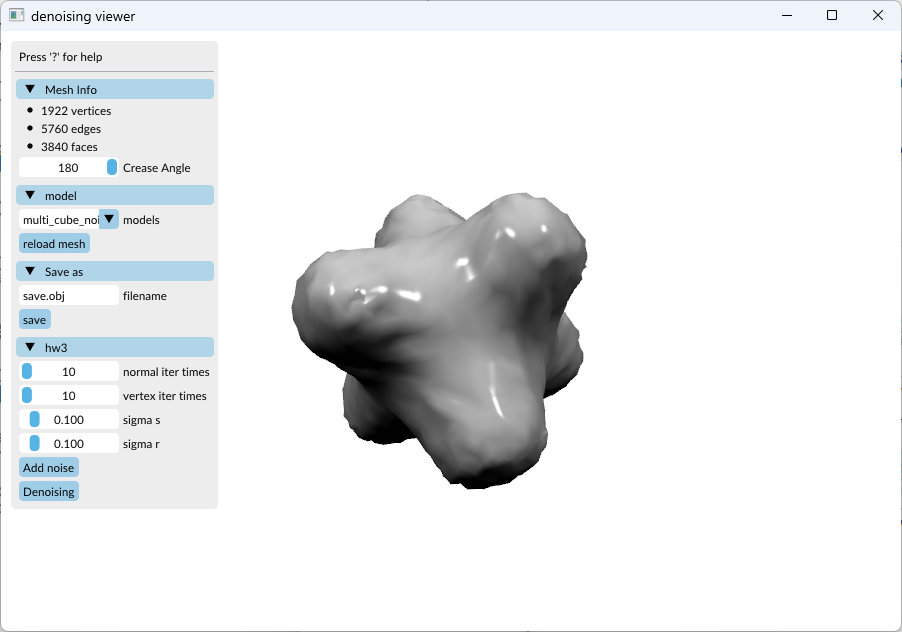 denoising viewer
Press '?' for help
Mesh Info
1922 vertices
5760 edges
3840 faces
180 Crease Angle
model
multi_cube_noi models
reload mesh
Save as
save.obj filename
save
hw3
10 normal iter times
10 vertex iter times
0.100 sigma s
0.100 sigma r
Add noise
Denoising